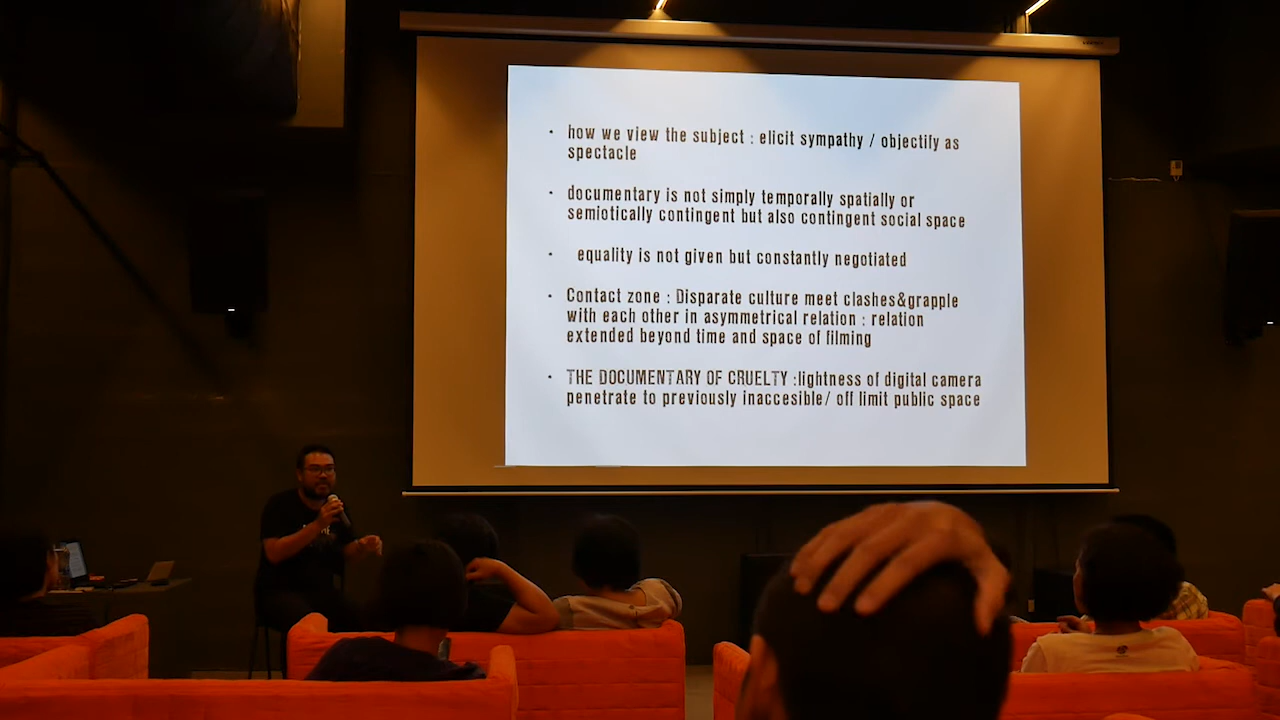 • how we view the subject : elicit sympathy / objectify as
spectacle
• documentary is not simply temporally spatially or
semiotically contingent but also contingent social space
• equality is not given but constantly negotiated
• Contact zone : Disparate culture meet clashes&grapple
with each other in asymmetrical relation : relation
extended beyond time and space of filming
• THE DOCUMENTARY OF CRUELTY :lightness of digital camera
penetrate to previously inaccesible/ off limit public space